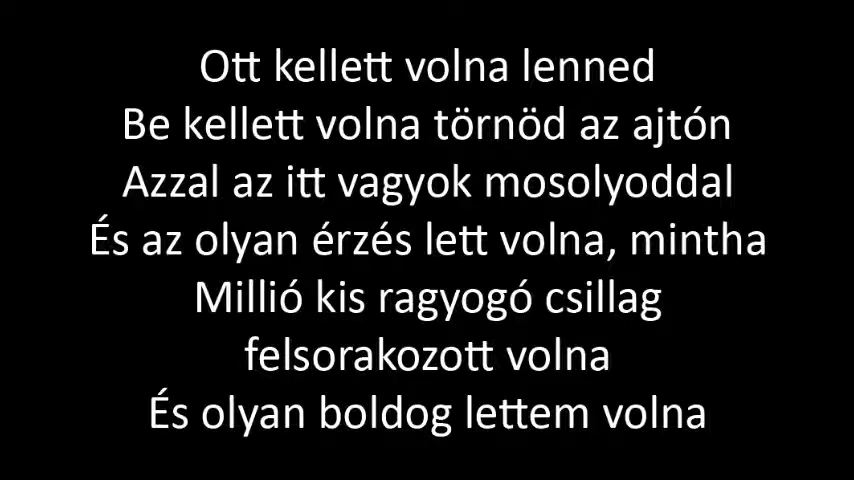 Ott kellett volna lenned
Be kellett volna törnöd az ajtón
Azzal az itt vagyok mosolyoddal
És az olyan érzés lett volna, mintha
Millió kis ragyogó csillag
felsorakozott volna
És olyan boldog lettem volna